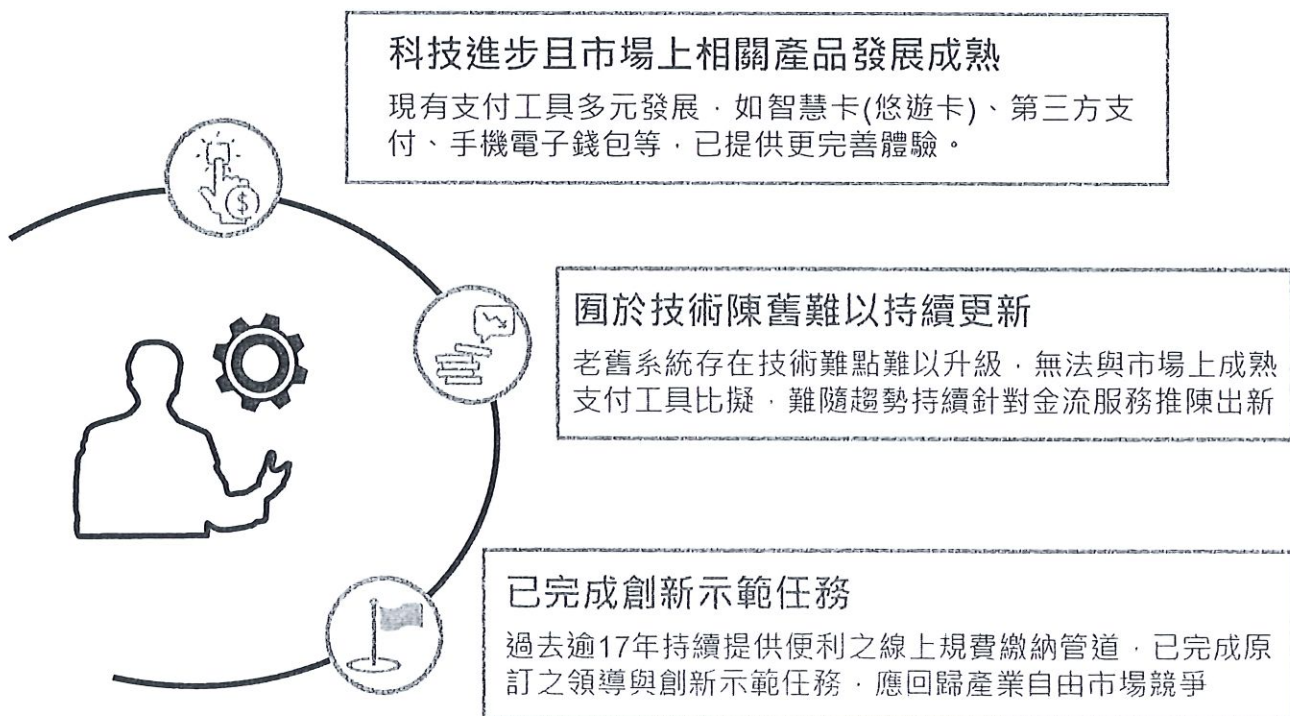 科技進步且市場上相關產品發展成熟
現有支付工具多元發展，如智慧卡(悠遊卡)、第三方支
付、手機電子錢包等，已提供更完善體驗。
$
囿於技術陳舊難以持續更新
老舊系統存在技術難點難以升級，無法與市場上成熟
支付工具比擬，難隨趨勢持續針對金流服務推陳出新
已完成創新示範任務
過去逾17年持續提供便利之線上規費繳納管道，已完成原
訂之領導與創新示範任務，應回歸產業自由市場競爭